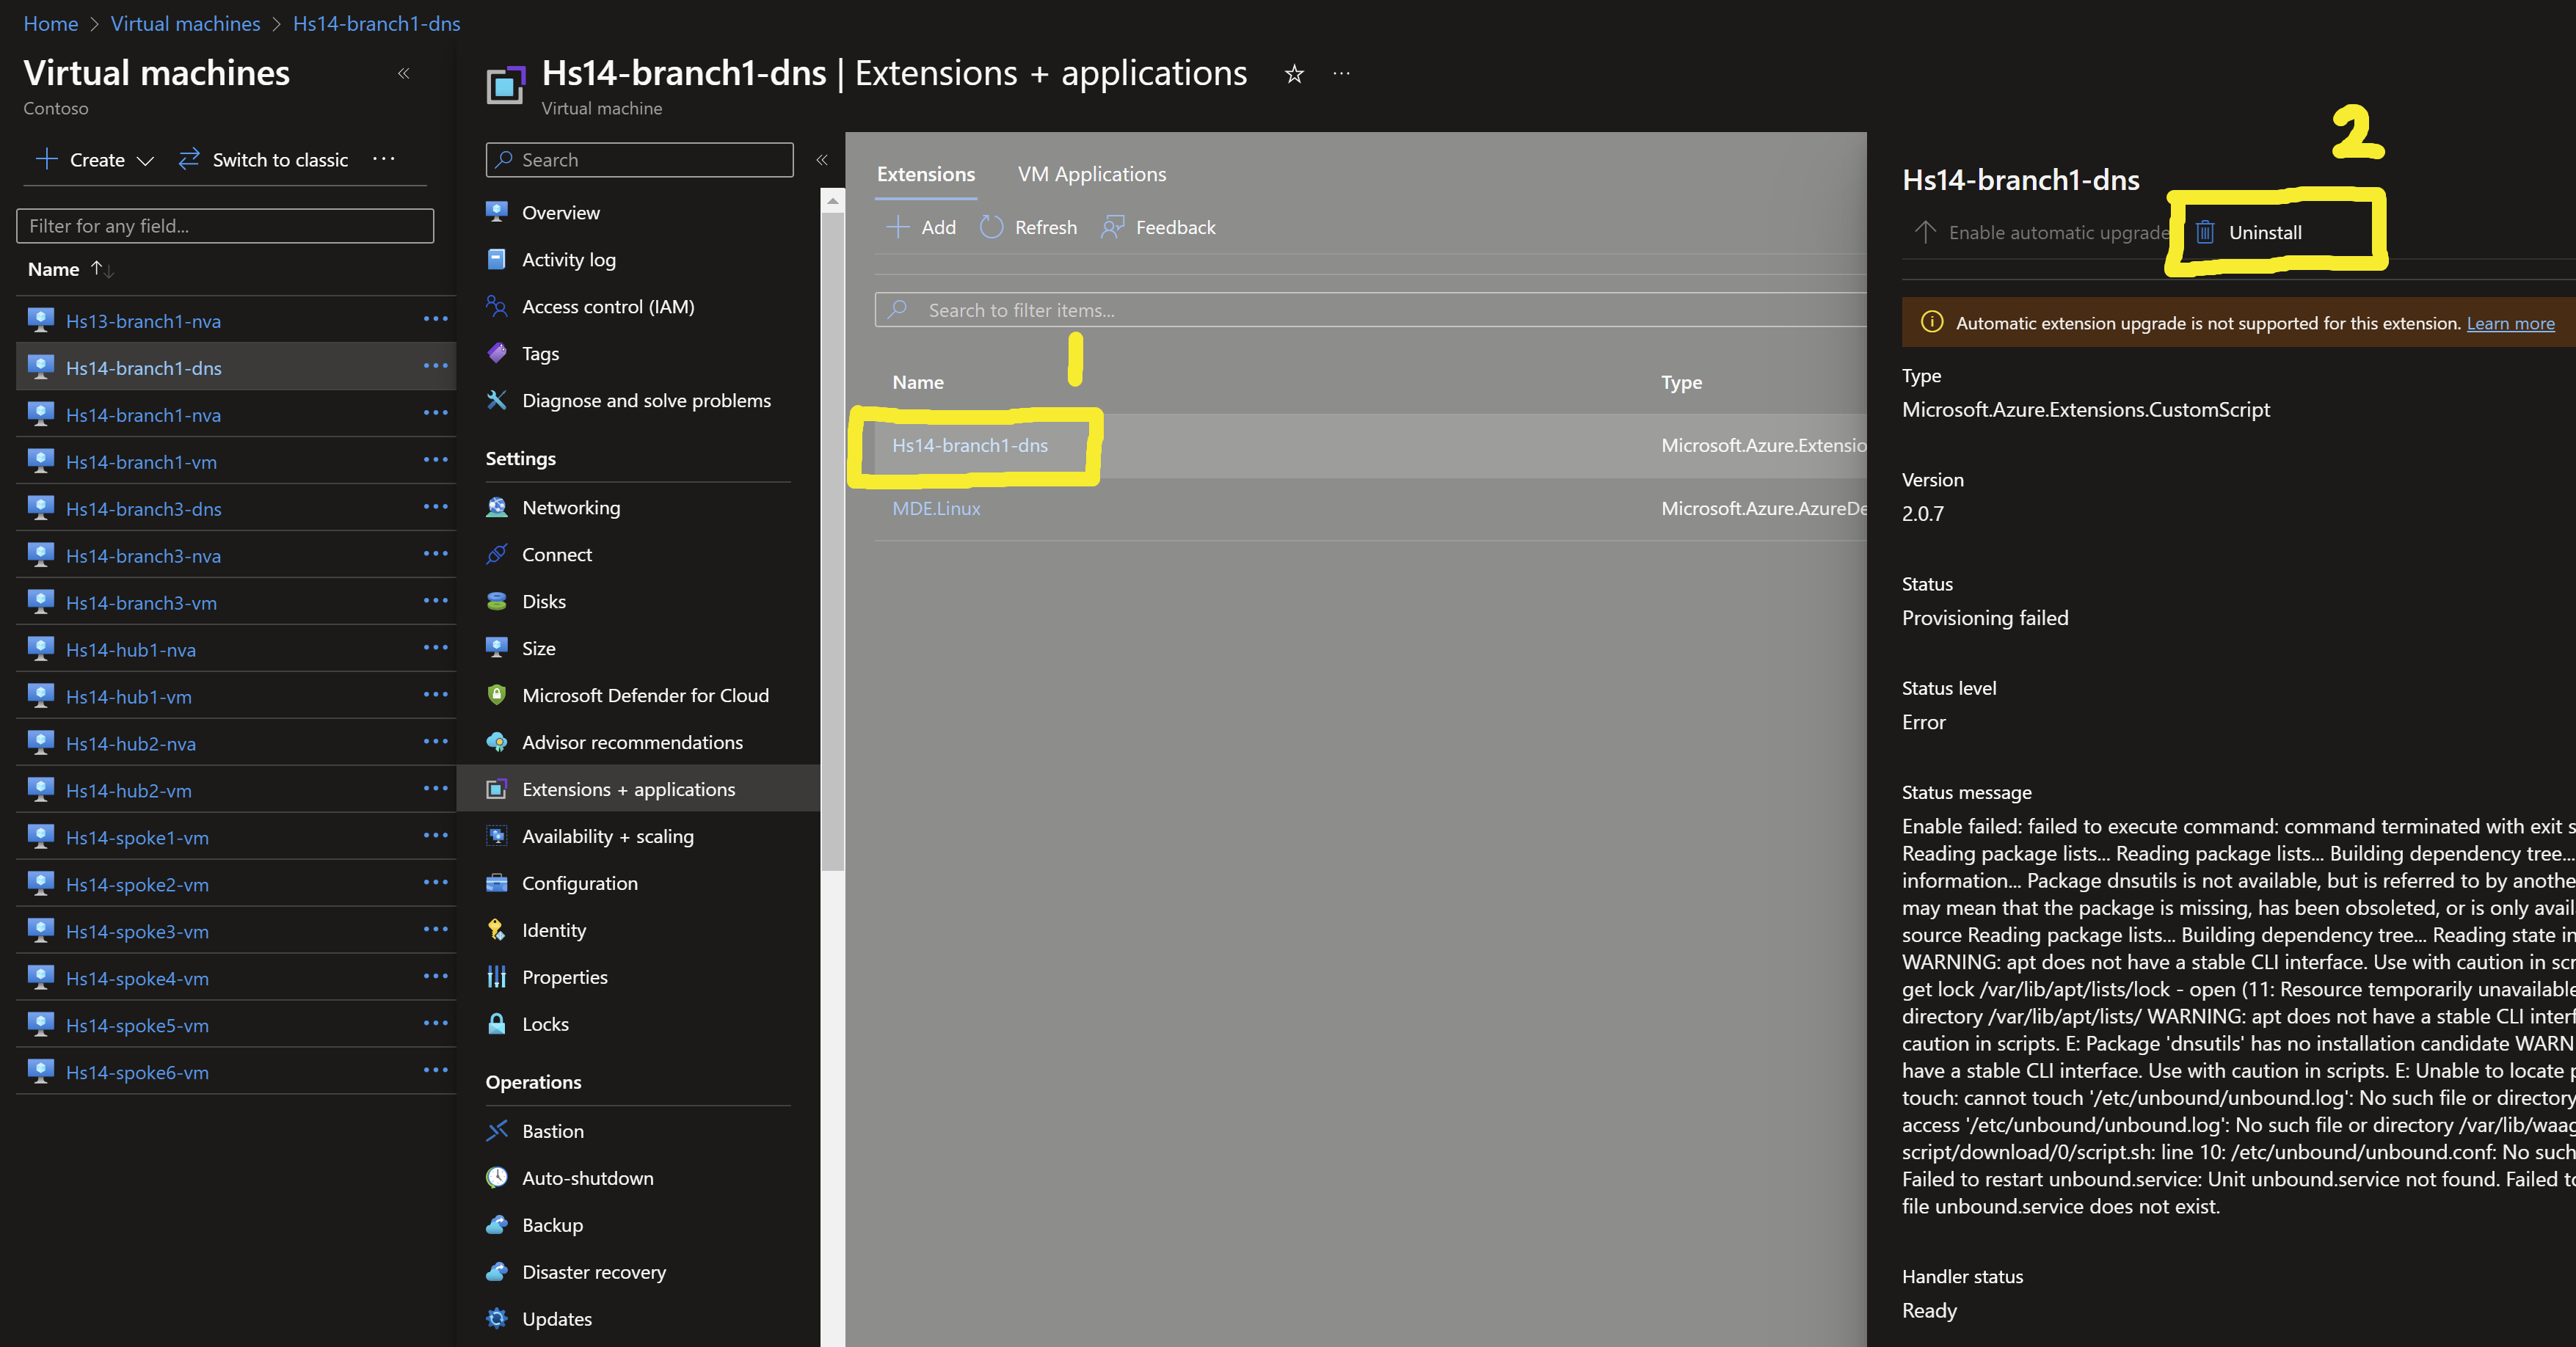 Home > Virtual machines > Hs14-branch1-dns
Virtual machines
Contoso
Create
Switch to classic
Filter for any field...
Name
Hs13-branch1-nva
Hs14-branch1-dns
Hs14-branch1-nva
Hs14-branch1-vm
Hs14-branch3-dns
Hs14-branch3-nva
Hs14-branch3-vm
Hs14-hub1-nva
Hs14-hub1-vm
Hs14-hub2-nva
Hs14-hub2-vm
Hs14-spoke1-vm
Hs14-spoke2-vm
Hs14-spoke3-vm
Hs14-spoke4-vm
Hs14-spoke5-vm
Hs14-spoke6-vm
Hs14-branch1-dns | Extensions + applications
Virtual machine
Search
Overview
Activity log
Access control (IAM)
Tags
Diagnose and solve problems
Settings
Networking
Connect
Disks
Size
Microsoft Defender for Cloud
Advisor recommendations
Extensions + applications
Availability + scaling
Configuration
Identity
Properties
Locks
Operations
Bastion
Auto-shutdown
Backup
Disaster recovery
Updates
Extensions
VM Applications
Add
Refresh
Feedback
Search to filter items...
1
Name
Type
Hs14-branch1-dns
Microsoft.Azure.Extensio
MDE.Linux
Microsoft.Azure.AzureDe
2
Hs14-branch1-dns
Enable automatic upgrade
Uninstall
Automatic extension upgrade is not supported for this extension. Learn more
Type
Microsoft.Azure.Extensions.CustomScript
Version
2.0.7
Status
Provisioning failed
Status level
Error
Status message
Enable failed: failed to execute command: command terminated with exit s
Reading package lists... Reading package lists... Building dependency tree...
information... Package dnsutils is not available, but is referred to by anothe
may mean that the package is missing, has been obsoleted, or is only avail
source Reading package lists... Building dependency tree... Reading state in
WARNING: apt does not have a stable CLI interface. Use with caution in scr
get lock /var/lib/apt/lists/lock - open (11: Resource temporarily unavailable
directory /var/lib/apt/lists/ WARNING: apt does not have a stable CLI interf
caution in scripts. E: Package 'dnsutils' has no installation candidate WARN
have a stable CLI interface. Use with caution in scripts. E: Unable to locate p
touch: cannot touch '/etc/unbound/unbound.log': No such file or directory
access '/etc/unbound/unbound.log': No such file or directory /var/lib/waag
script/download/0/script.sh: line 10: /etc/unbound/unbound.conf: No such
Failed to restart unbound.service: Unit unbound.service not found. Failed to
file unbound.service does not exist.
Handler status
Ready